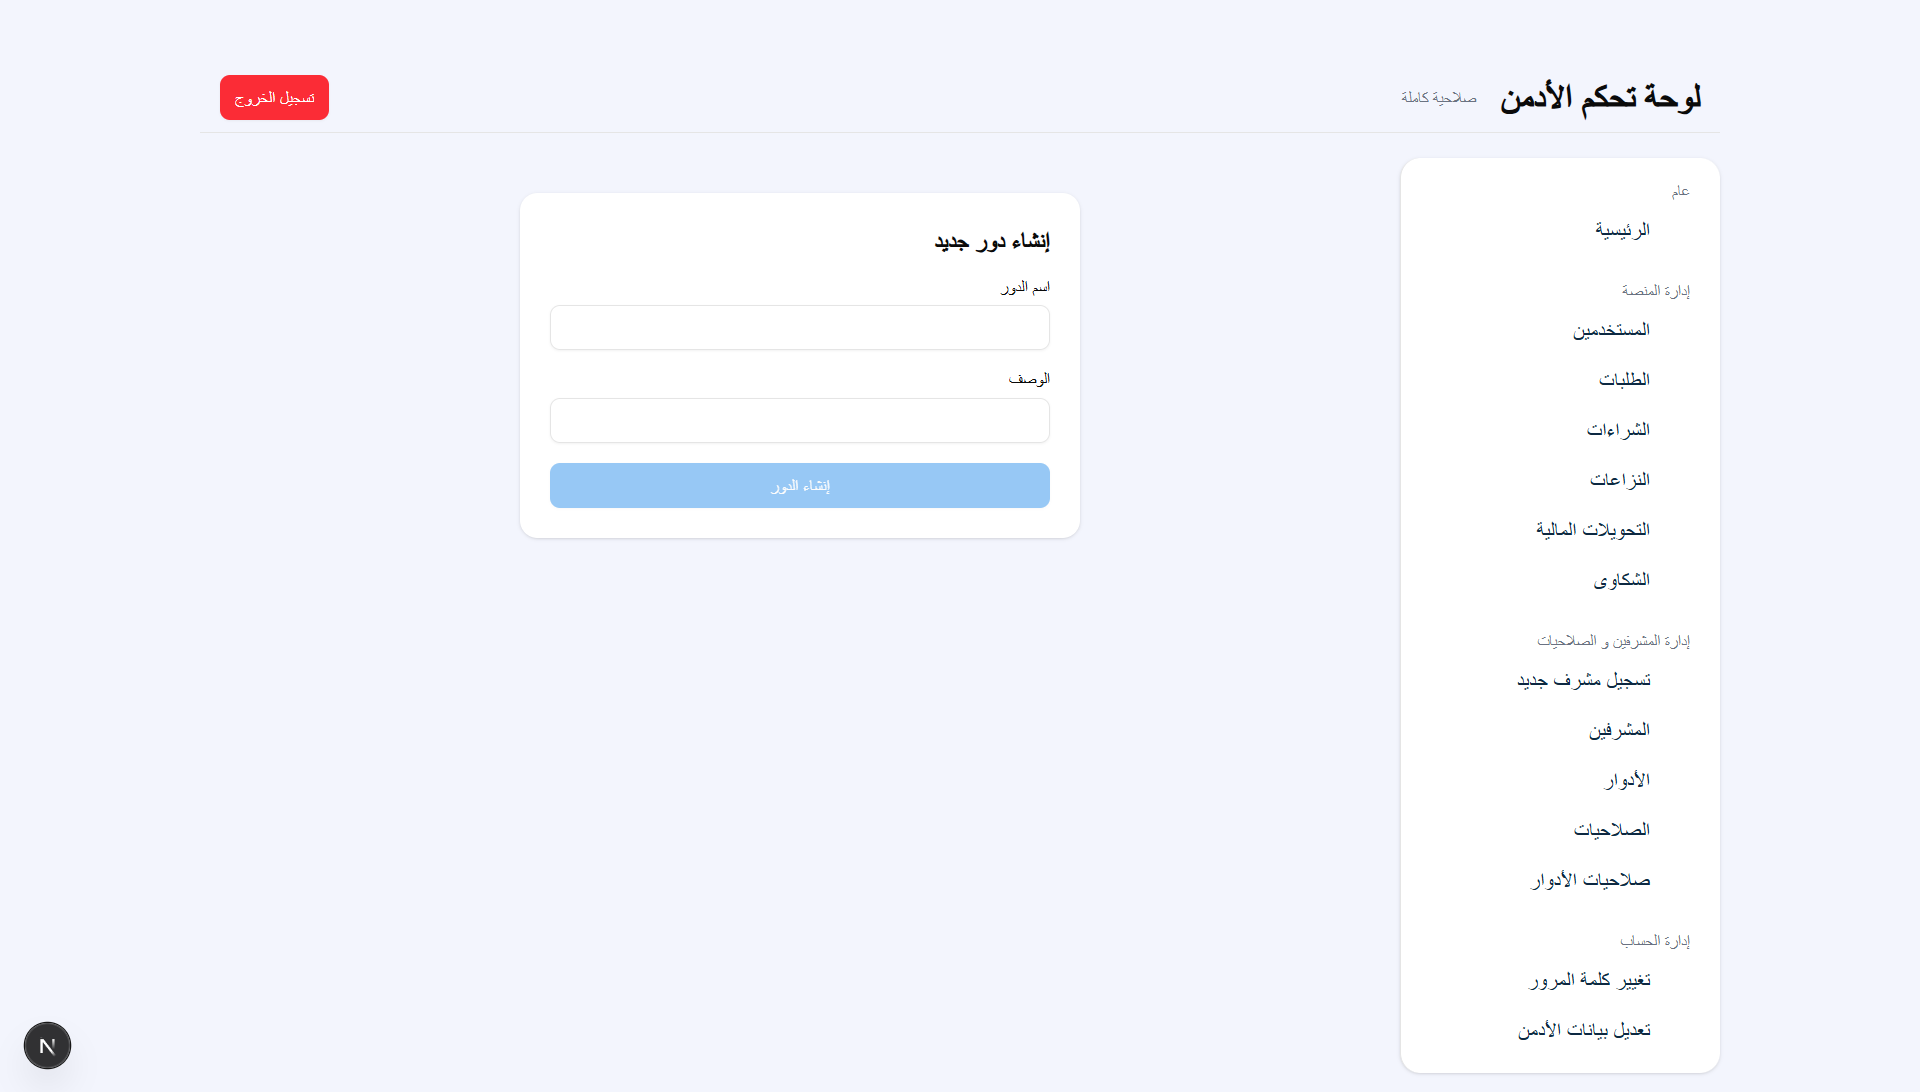 لوحة تحكم الأدمن
صلاحية كاملة
تسجيل الخروج
عام
الرئيسية
إدارة المنصة
المستخدمين
الطلبات
الشراءات
النزاعات
التحويلات المالية
الشكاوى
إدارة المشرفين و الصلاحيات
تسجيل مشرف جديد
المشرفين
الأدوار
الصلاحيات
صلاحيات الأدوار
إدارة الحساب
تغيير كلمة المرور
تعديل بيانات الأدمن
إنشاء دور جديد
اسم الدور
الوصف
إنشاء الدور
N